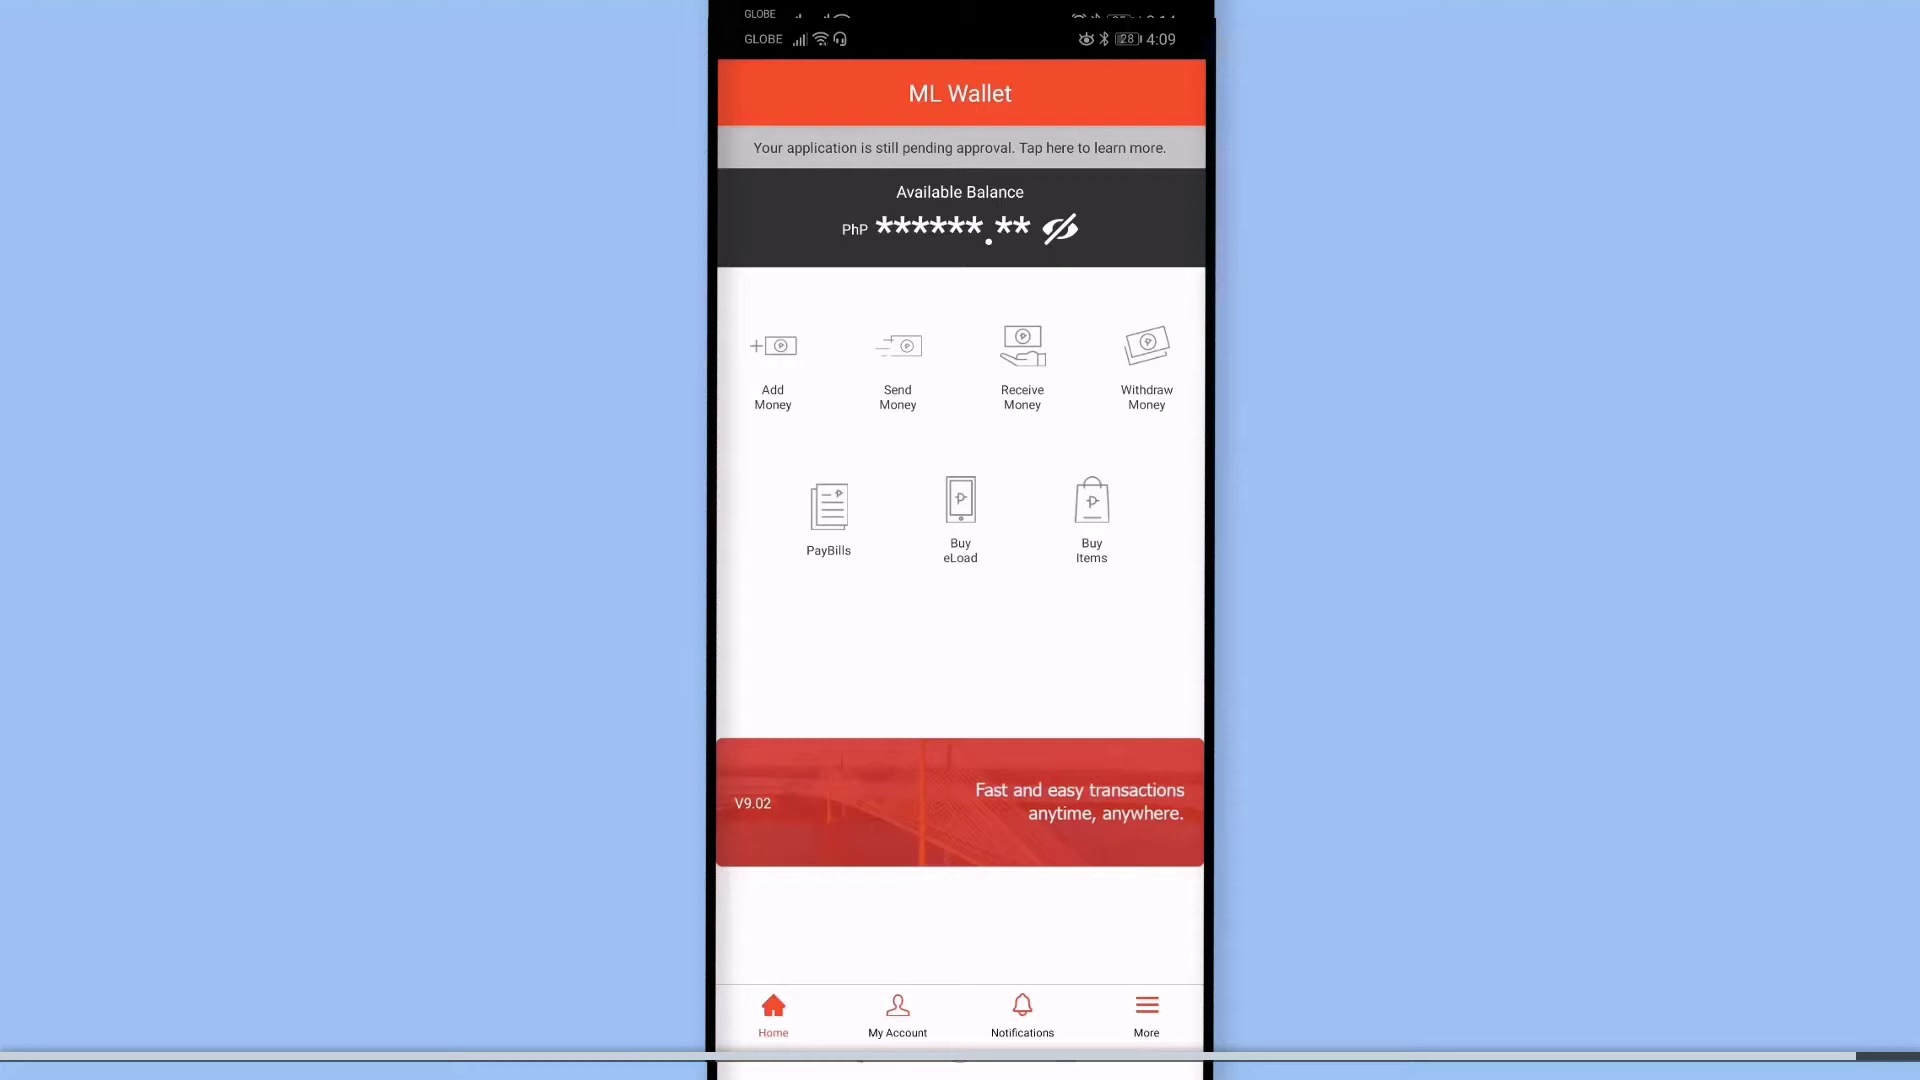 GLOBE
GLOBE 28 4:09
ML Wallet
Your application is still pending approval. Tap here to learn more.
Available Balance
PhP ******.**
Add Money
Send Money
Receive Money
Withdraw Money
PayBills
Buy eLoad
Buy Items
V9.02
Fast and easy transactions
anytime, anywhere.
Home
My Account
Notifications
More